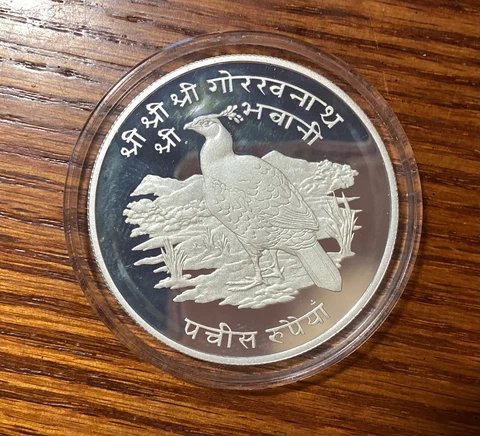 श्री श्री श्री गोरखनाथ
श्री भवानी
पचीस रुपैयाँ